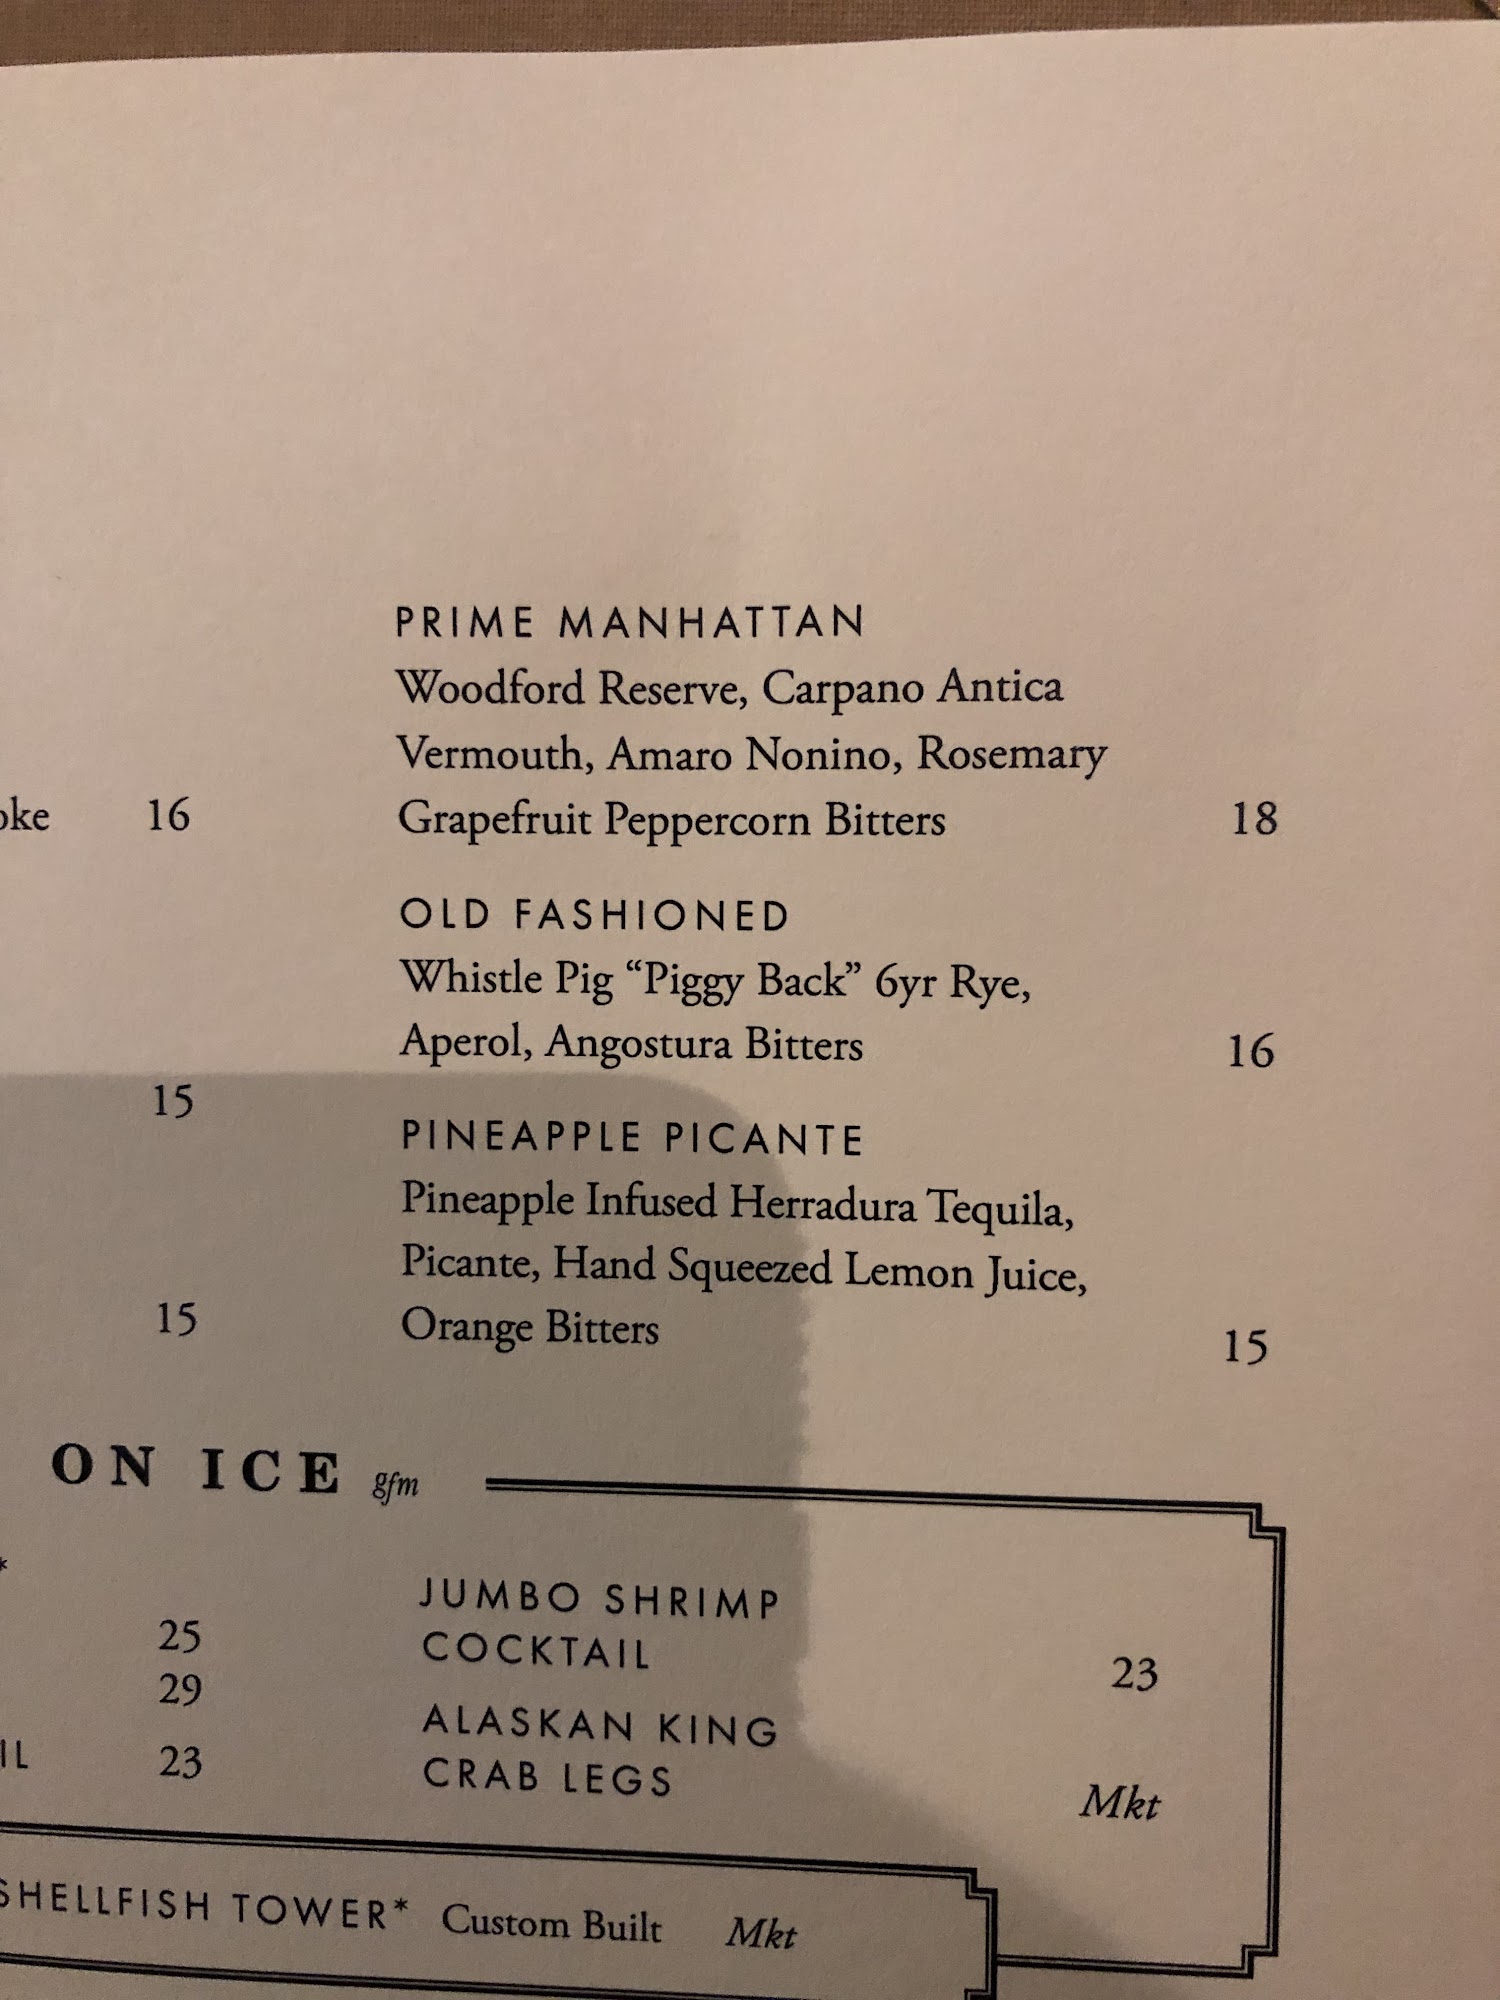 PRIME MANHATTAN
Woodford Reserve, Carpano Antica
Vermouth, Amaro Nonino, Rosemary
Grapefruit Peppercorn Bitters 18
16
OLD FASHIONED
Whistle Pig “Piggy Back” 6yr Rye,
Aperol, Angostura Bitters 16
15
PINEAPPLE PICANTE
Pineapple Infused Herradura Tequila,
Picante, Hand Squeezed Lemon Juice,
Orange Bitters 15
15
ON ICE gfm
*
25
29
23
JUMBO SHRIMP
COCKTAIL 23
ALASKAN KING
CRAB LEGS Mkt
SHELLFISH TOWER* Custom Built Mkt